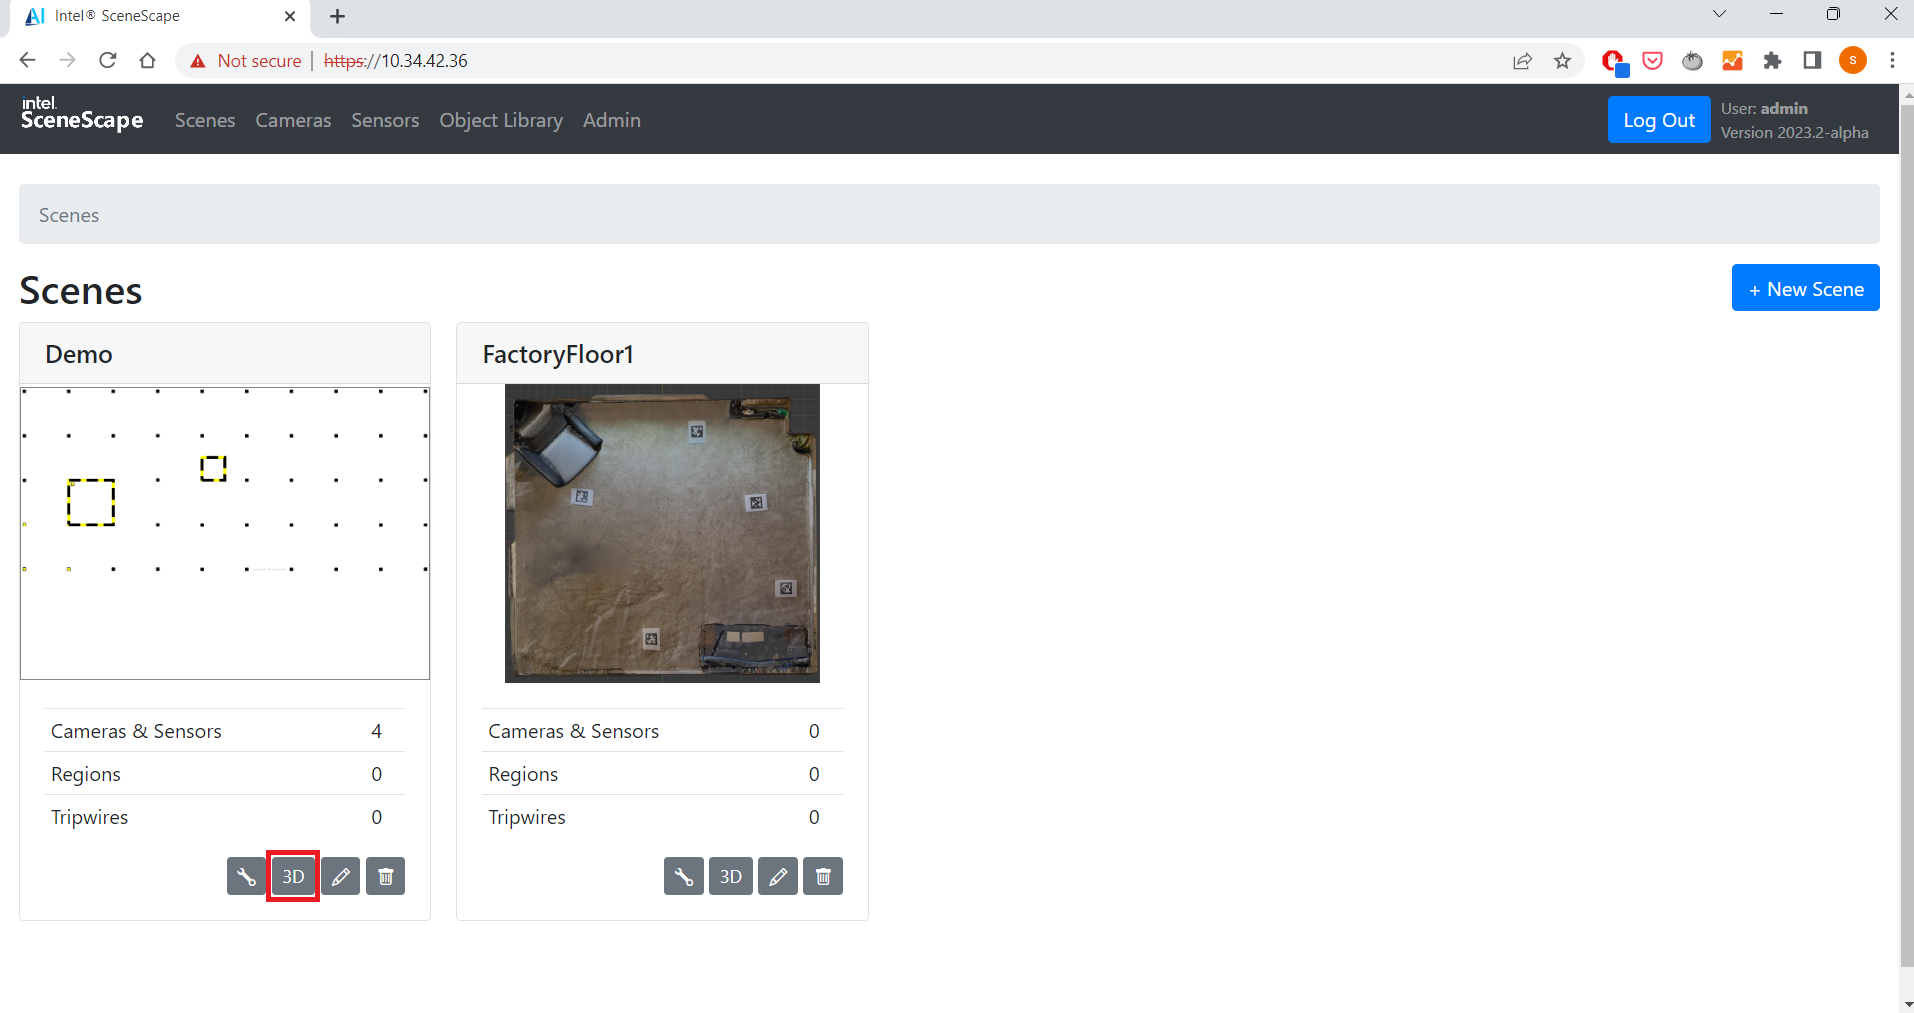 Intel® SceneScape
Not secure | https://10.34.42.36
S
intel.
SceneScape
Scenes Cameras Sensors Object Library Admin
Log Out
User: admin
Version 2023.2-alpha
Scenes
Scenes
+ New Scene
Demo
Cameras & Sensors 4
Regions 0
Tripwires 0
3D
FactoryFloor1
Cameras & Sensors 0
Regions 0
Tripwires 0
3D